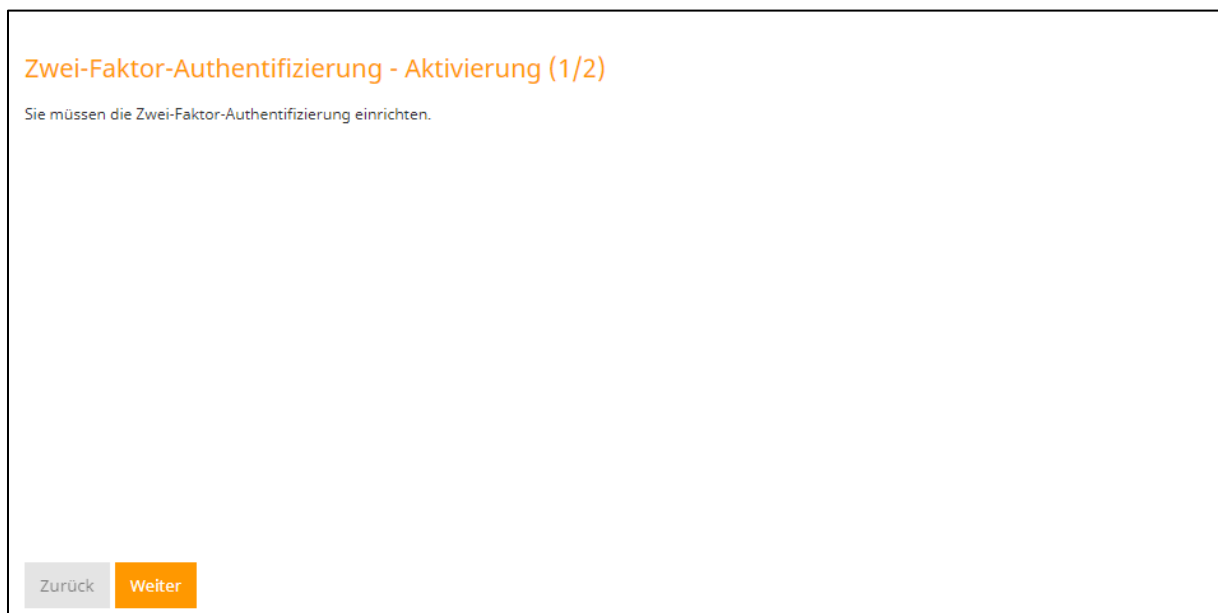 Zwei-Faktor-Authentifizierung - Aktivierung (1/2)
Sie müssen die Zwei-Faktor-Authentifizierung einrichten.
Zurück Weiter